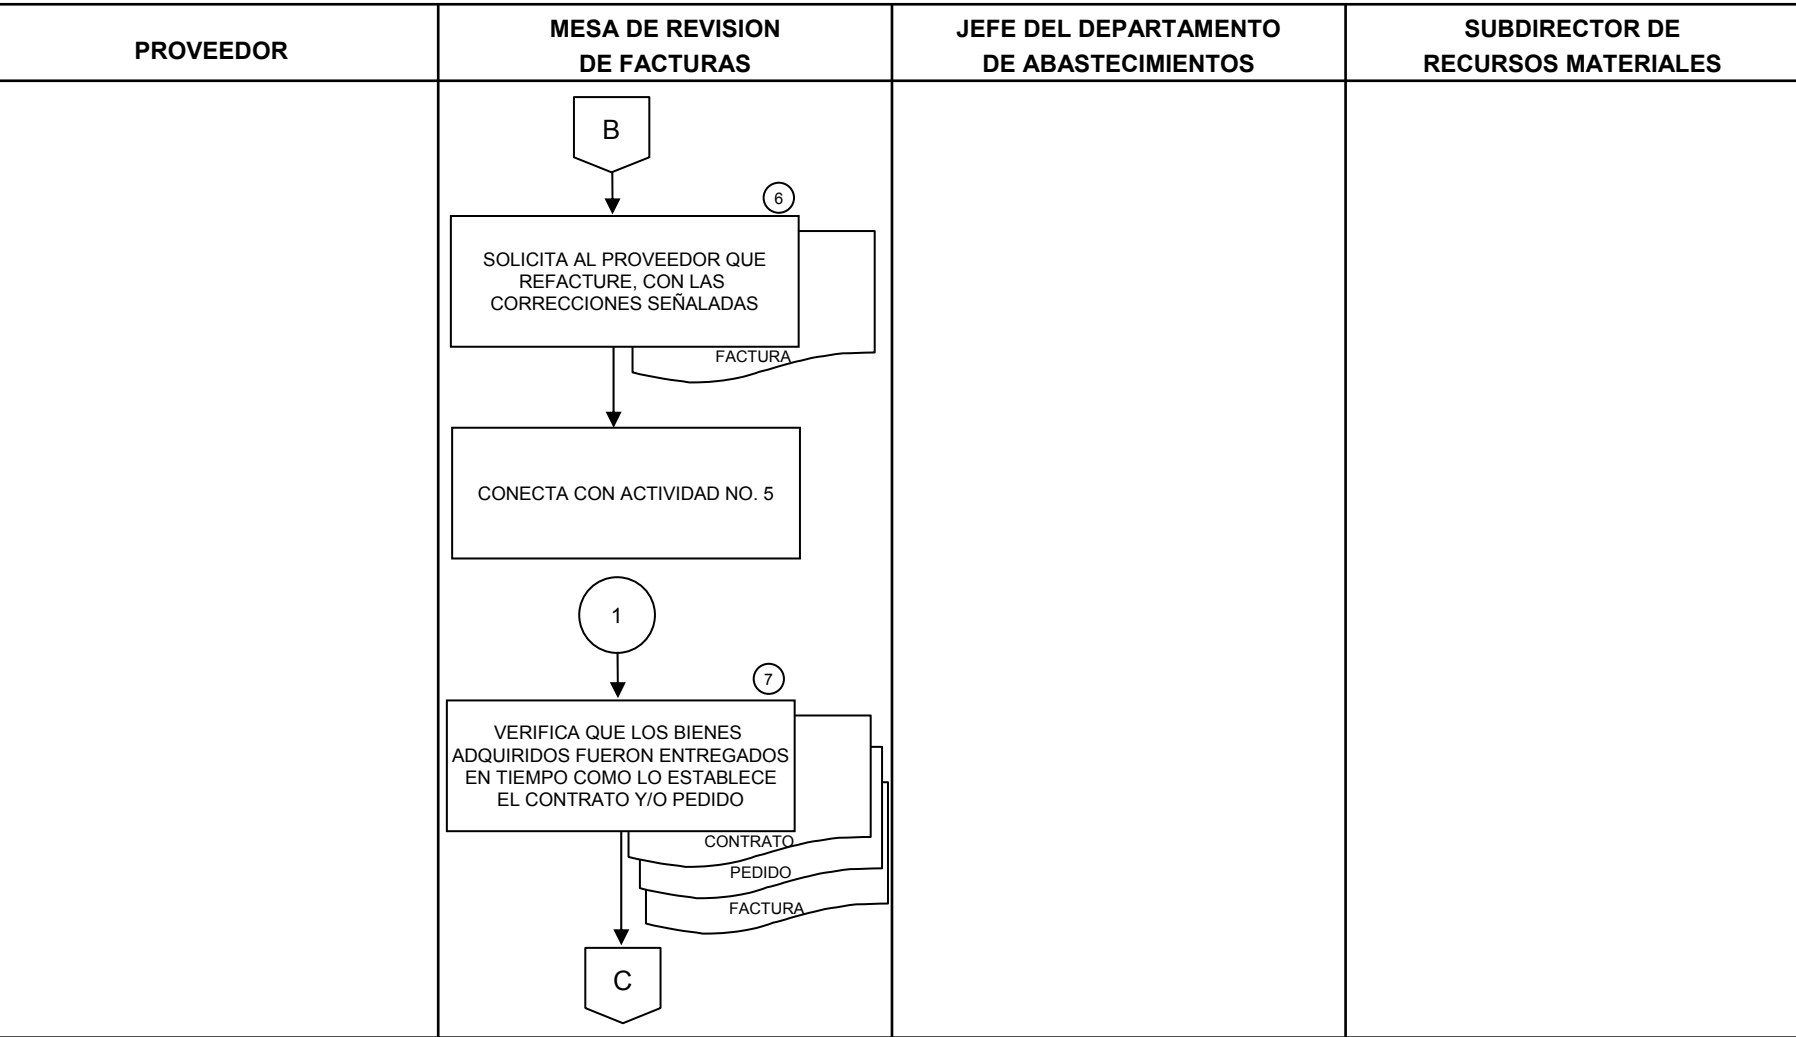 PROVEEDOR
MESA DE REVISION
DE FACTURAS
JEFE DEL DEPARTAMENTO
DE ABASTECIMIENTOS
SUBDIRECTOR DE
RECURSOS MATERIALES
B
6
SOLICITA AL PROVEEDOR QUE
REFACTURE, CON LAS
CORRECCIONES SEÑALADAS
FACTURA
CONECTA CON ACTIVIDAD NO. 5
1
7
VERIFICA QUE LOS BIENES
ADQUIRIDOS FUERON ENTREGADOS
EN TIEMPO COMO LO ESTABLECE
EL CONTRATO Y/O PEDIDO
CONTRATO
PEDIDO
FACTURA
C